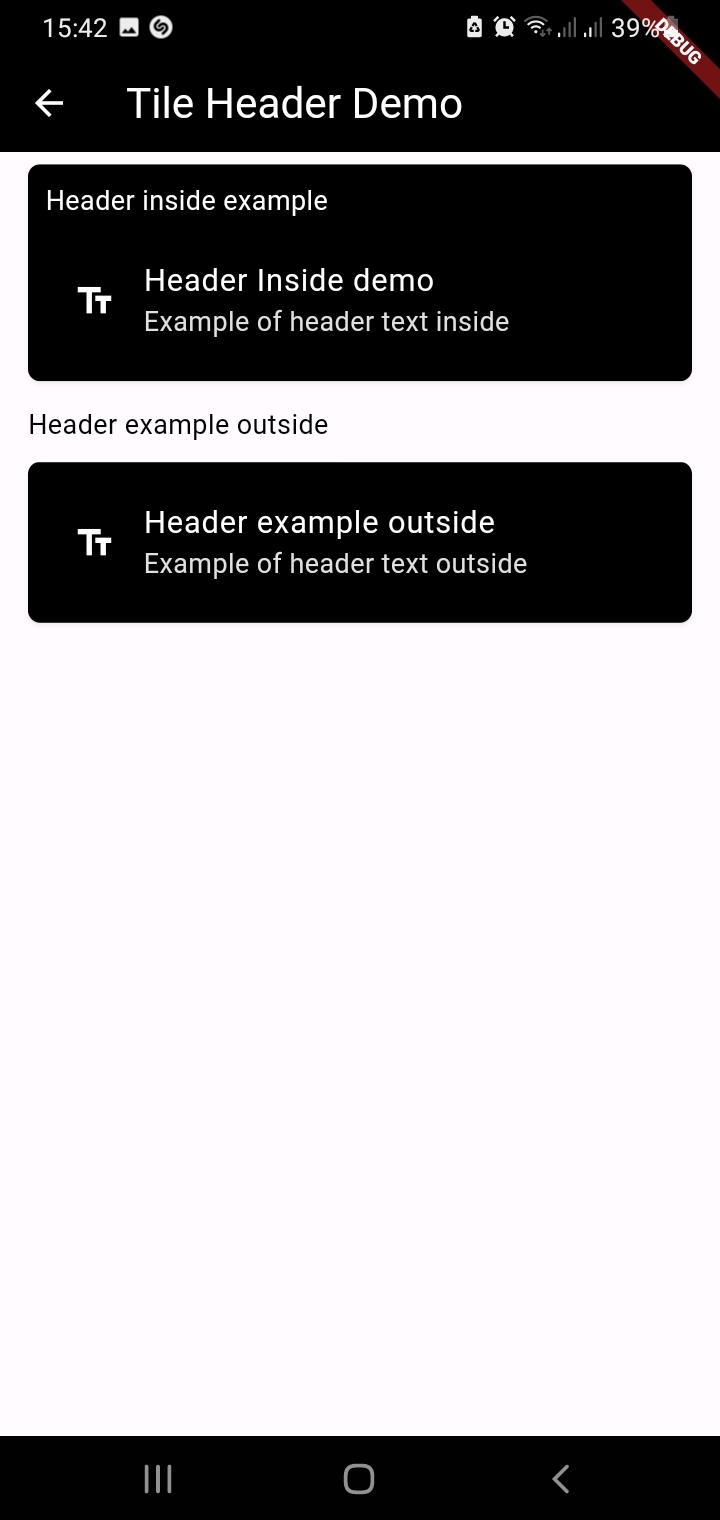 15:42
39%
DEBUG
Tile Header Demo
Header inside example
Header Inside demo
Example of header text inside
Header example outside
Header example outside
Example of header text outside